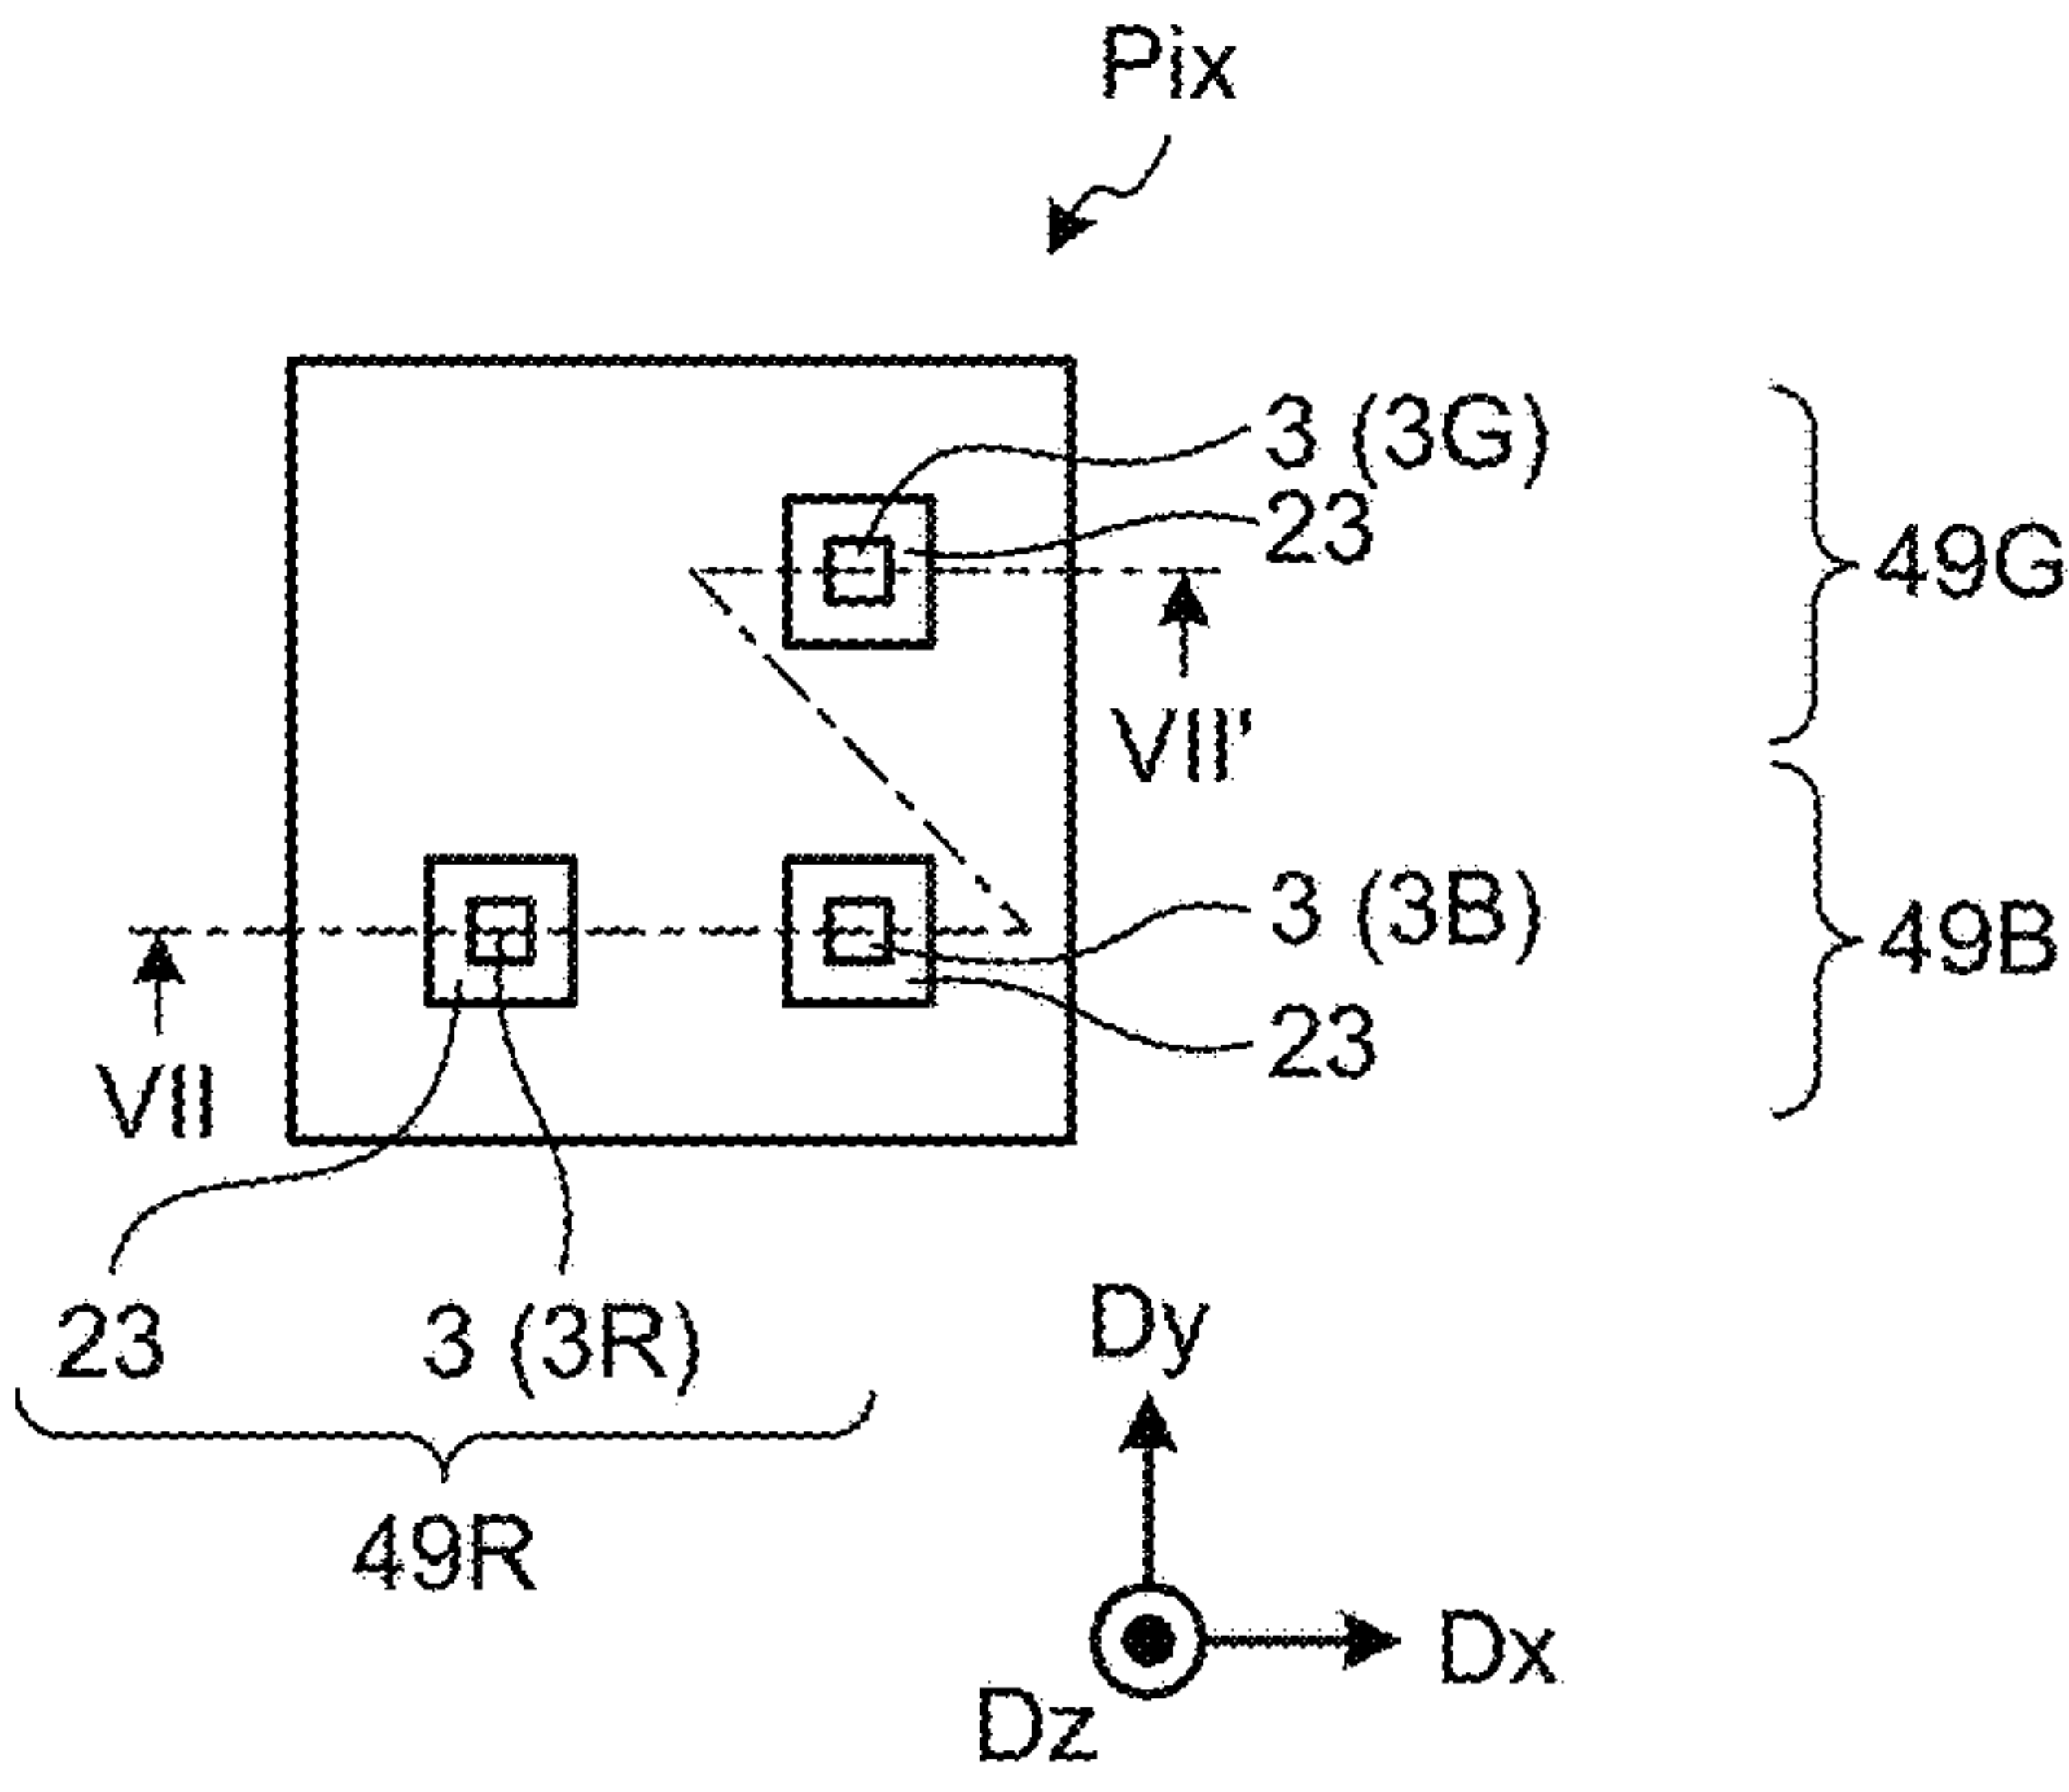 Pix
3 (3G)
23
49G
VII'
3 (3B)
49B
23
VII
23 3 (3R)
49R
Dy
Dx
Dz